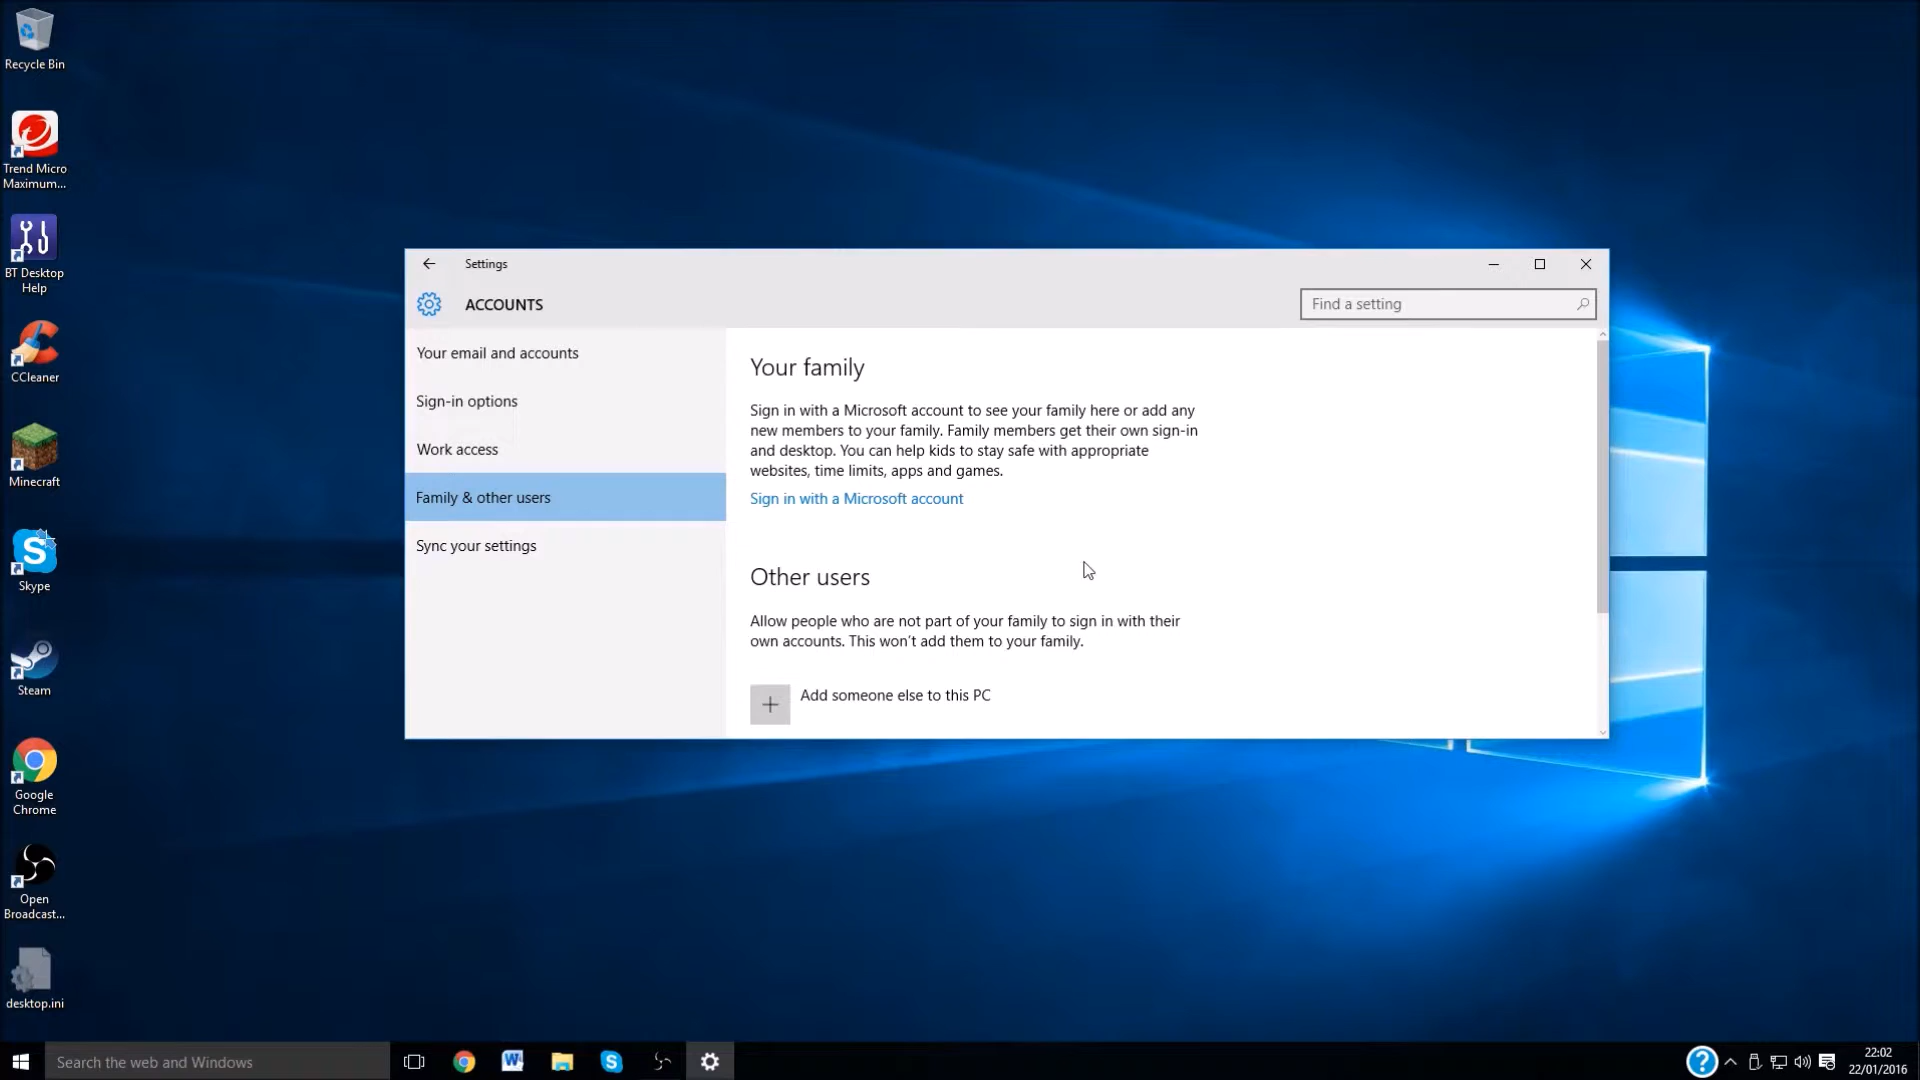 Recycle Bin
Trend Micro
Maximum...
BT Desktop
Help
CCleaner
Minecraft
Skype
Steam
Google
Chrome
Open
Broadcast...
desktop.ini
Settings
ACCOUNTS
Find a setting
Your email and accounts
Sign-in options
Work access
Family & other users
Sync your settings
Your family
Sign in with a Microsoft account to see your family here or add any
new members to your family. Family members get their own sign-in
and desktop. You can help kids to stay safe with appropriate
websites, time limits, apps and games.
Sign in with a Microsoft account
Other users
Allow people who are not part of your family to sign in with their
own accounts. This won't add them to your family.
Add someone else to this PC
Search the web and Windows
22:02
22/01/2016